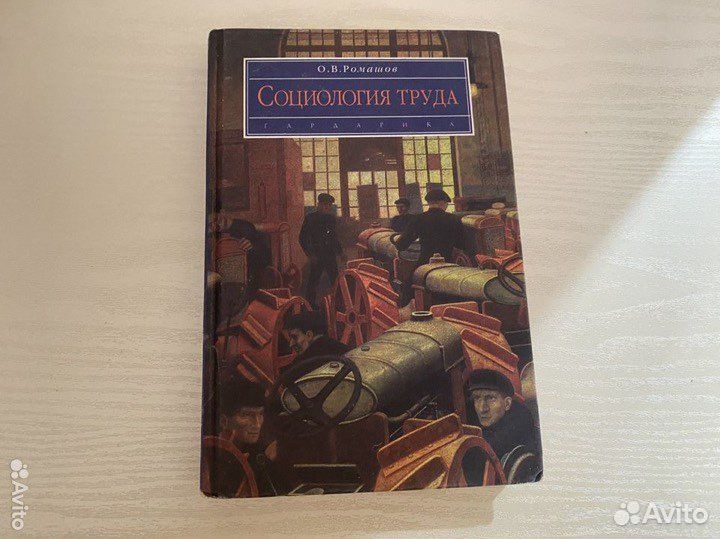 О.В.Ромашов
Социология труда
ГАРДАРИКА
Avito
Avito